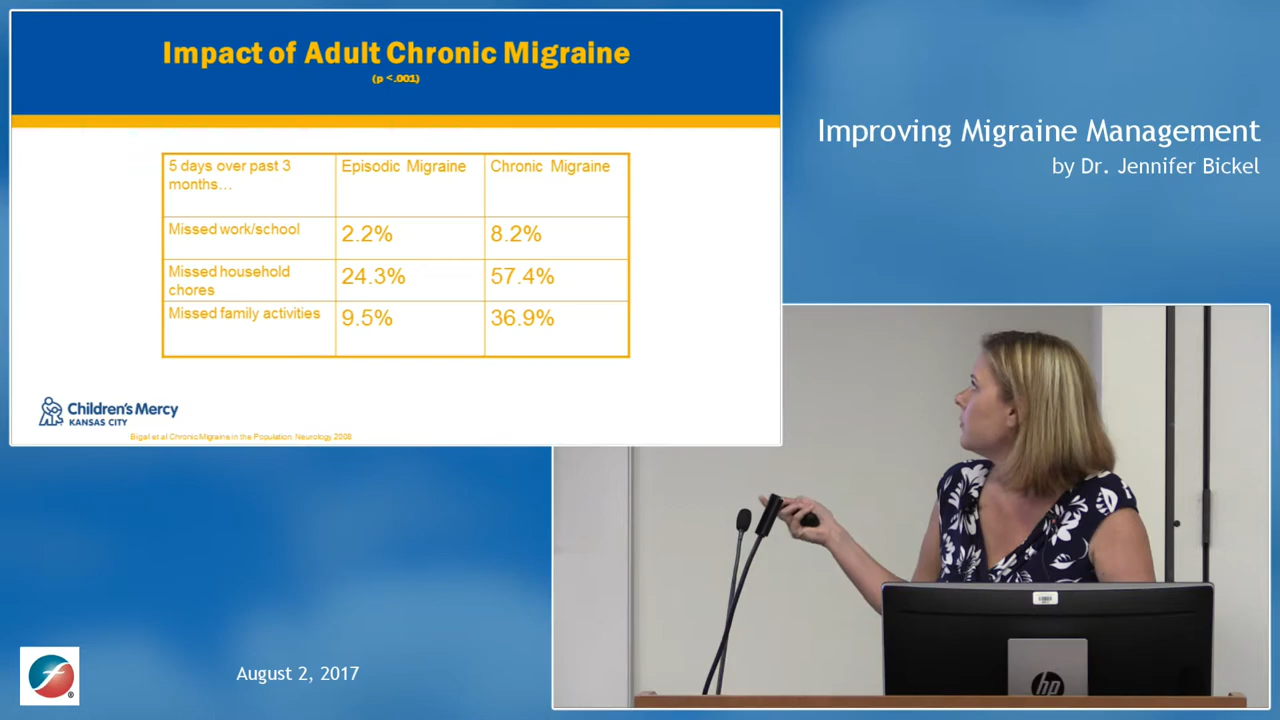 Impact of Adult Chronic Migraine
(p <.001)
5 days over past 3
months…
Episodic Migraine
Chronic Migraine
Missed work/school
2.2%
8.2%
Missed household
chores
24.3%
57.4%
Missed family activities
9.5%
36.9%
Children's Mercy
KANSAS CITY
Bigal et al Chronic Migraine in the Population. Neurology 2008
Improving Migraine Management
by Dr. Jennifer Bickel
hp
f
®
August 2, 2017